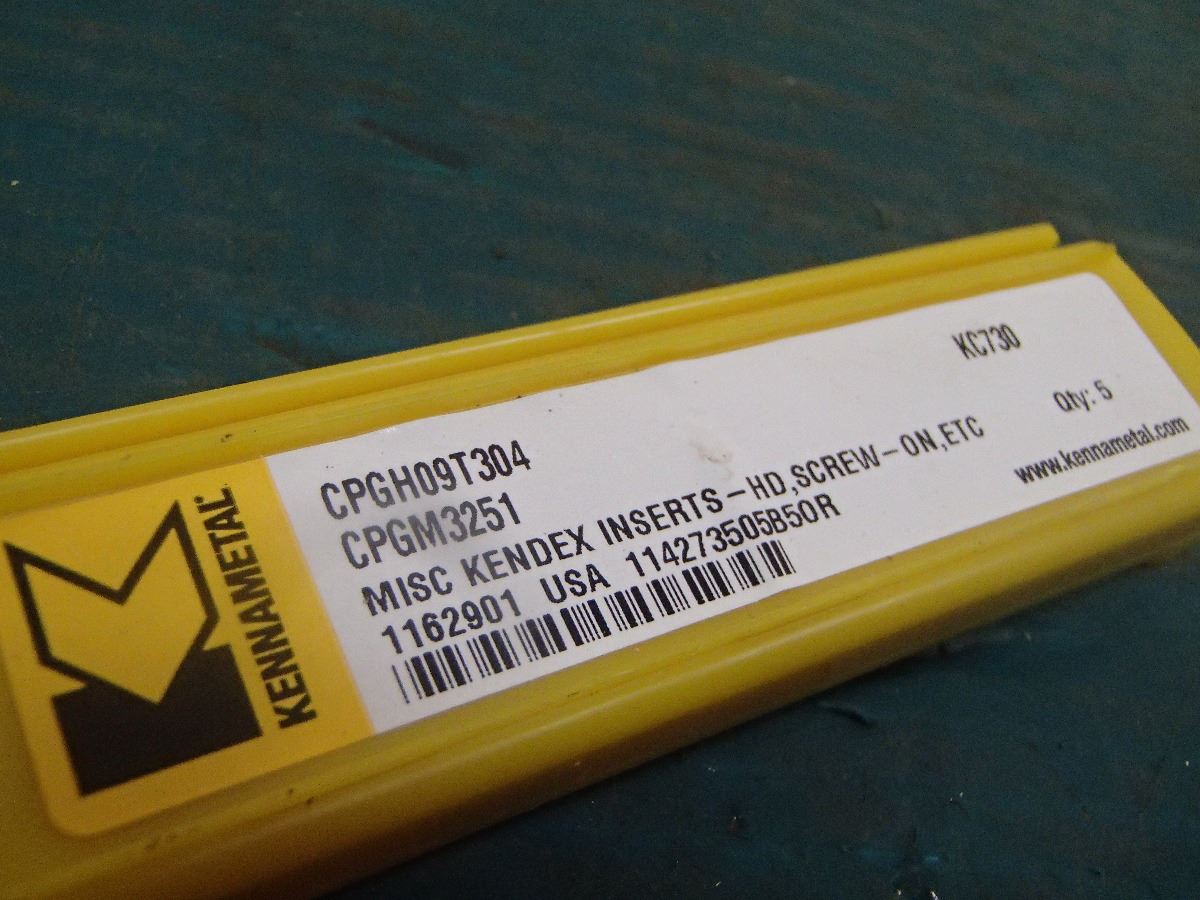 KENNAMETAL
CPGH09T304
KC730
CPGM3251
Qty: 5
MISC KENDEX INSERTS-HD,SCREW-ON,ETC
www.kennametal.com
1162901 USA 114273505B50R